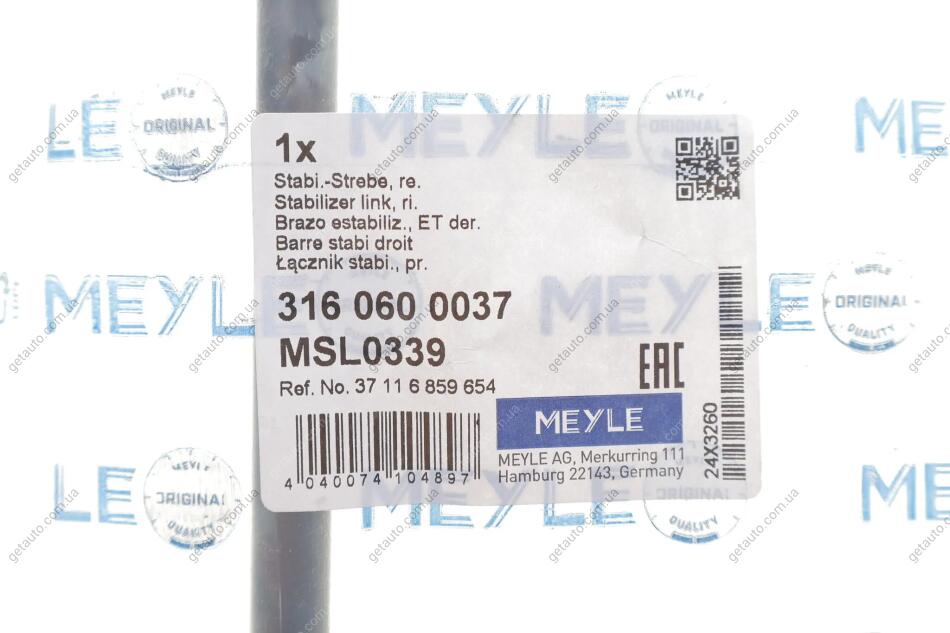 1x
Stabi.-Strebe, re.
Stabilizer link, ri.
Brazo estabiliz., ET der.
Barre stabi droit
Łącznik stabi., pr.
316 060 0037
MSL0339
Ref. No. 37 11 6 859 654
EAC
MEYLE
MEYLE AG, Merkurring 111
Hamburg 22143, Germany
4 040074 104897
24X3260
MEYLE
ORIGINAL
QUALITY
getauto.com.ua